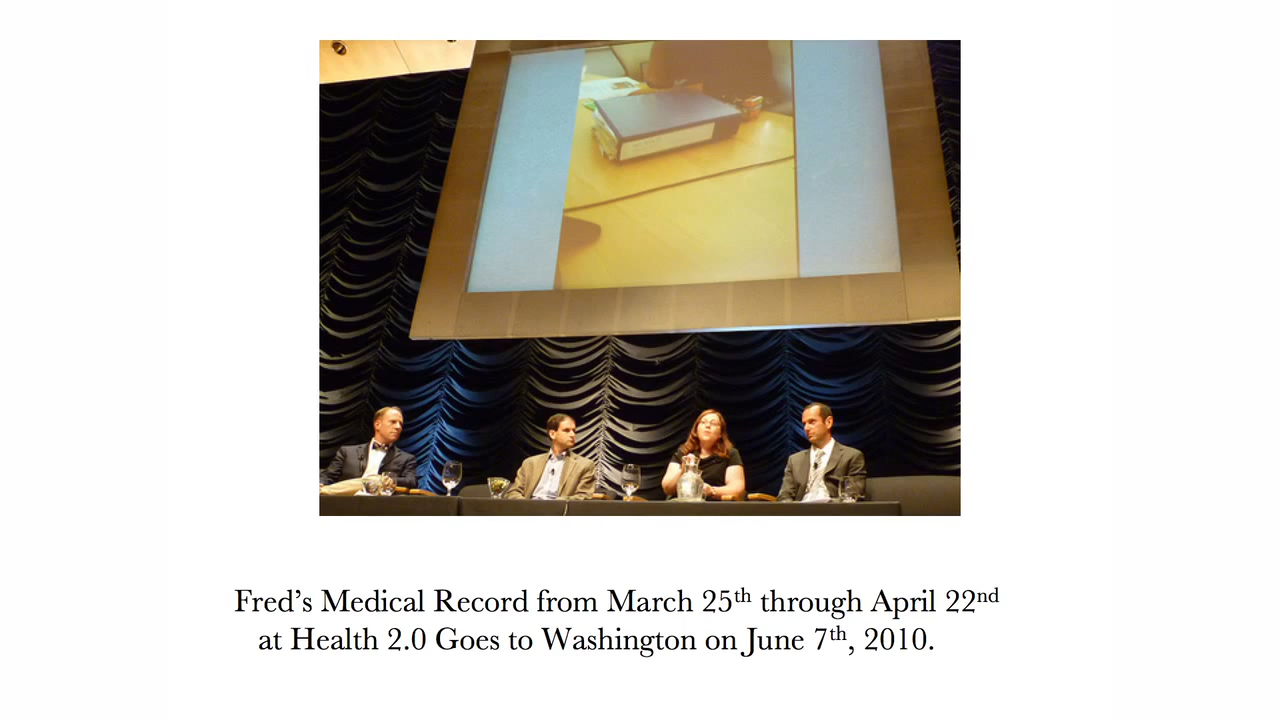 Fred’s Medical Record from March 25th through April 22nd
at Health 2.0 Goes to Washington on June 7th, 2010.